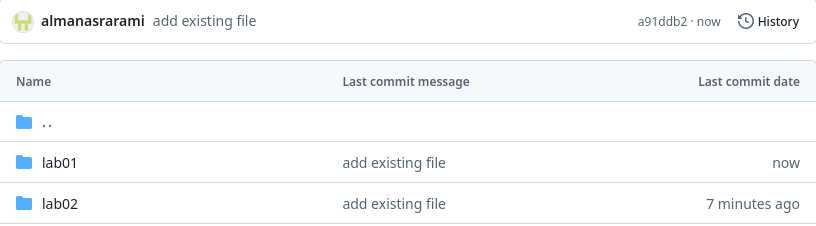 almanasrarami add existing file a91ddb2 · now History
Name Last commit message Last commit date
..
lab01 add existing file now
lab02 add existing file 7 minutes ago